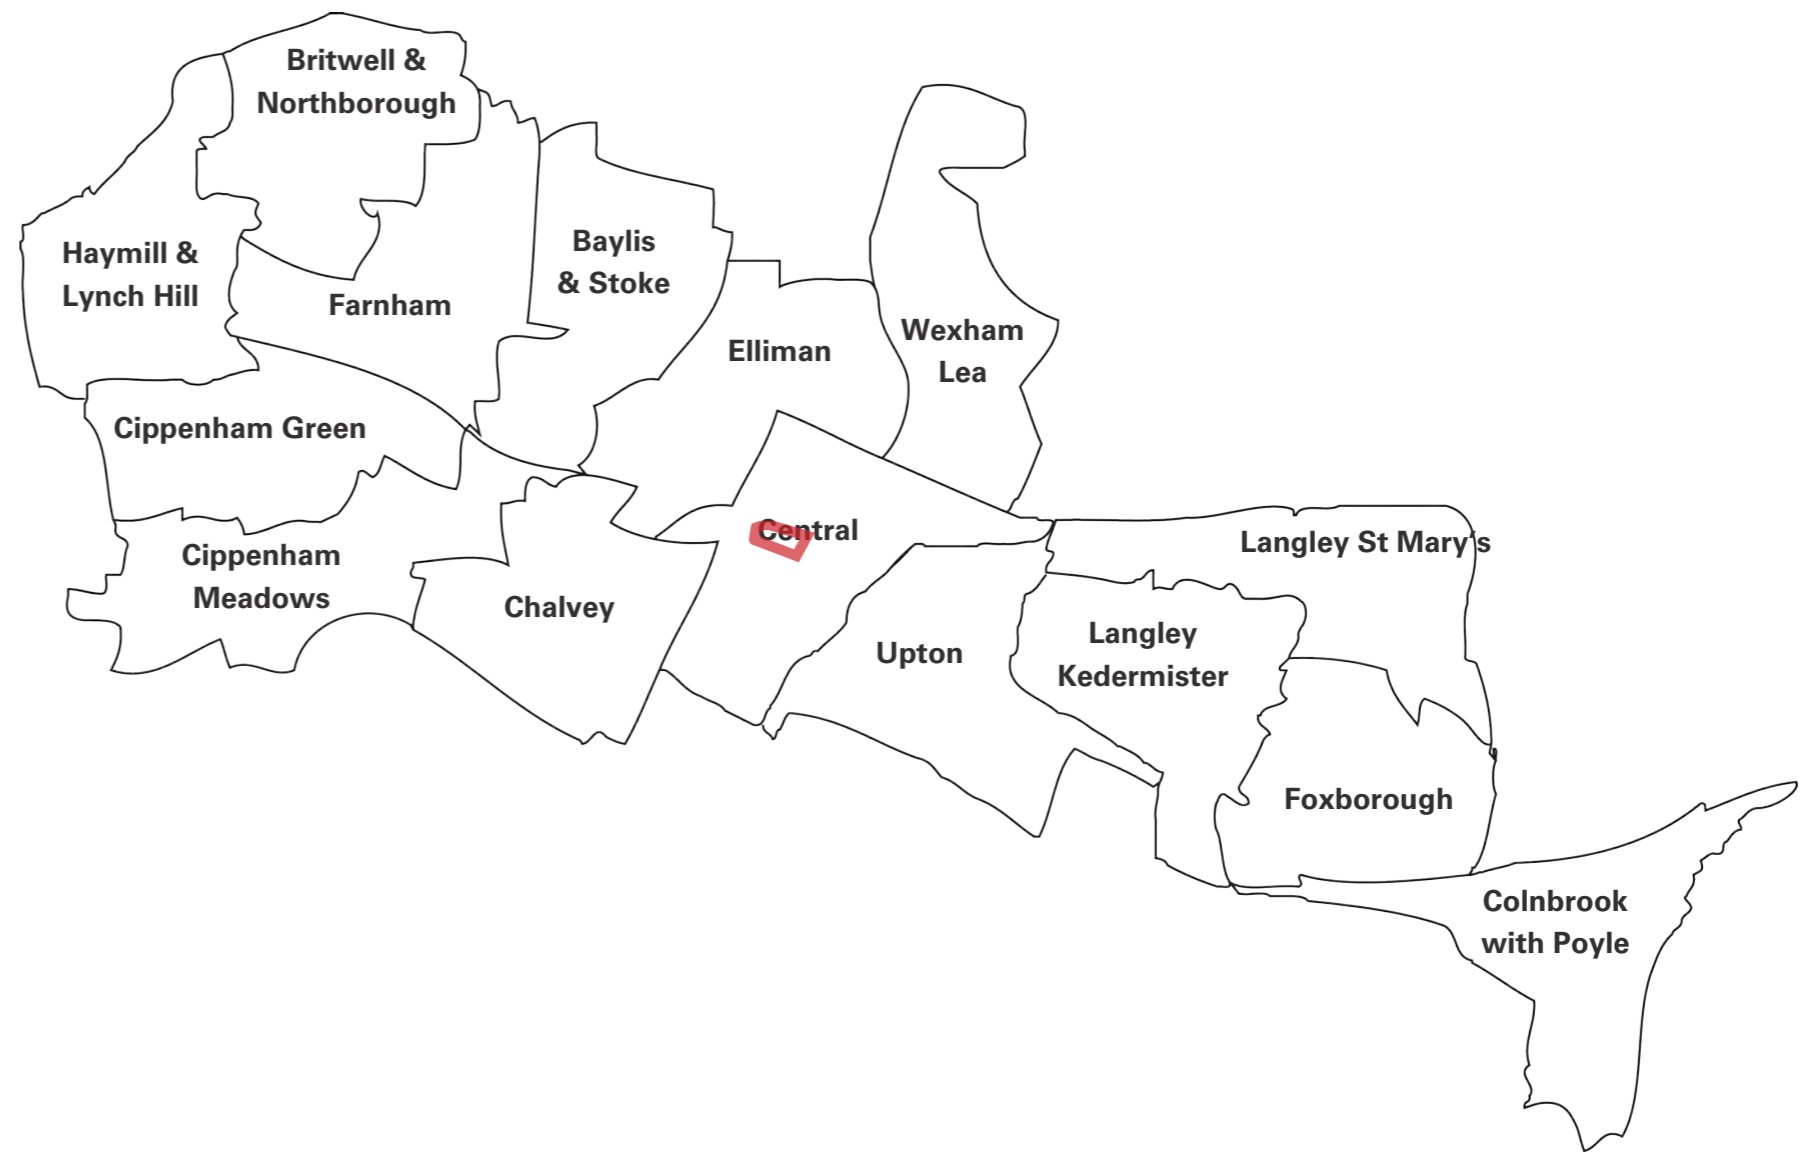 Britwell &
Northborough
Haymill &
Lynch Hill
Farnham
Baylis
& Stoke
Elliman
Wexham
Lea
Cippenham Green
Central
Langley St Mary's
Cippenham
Meadows
Chalvey
Upton
Langley
Kedermister
Foxborough
Colnbrook
with Poyle